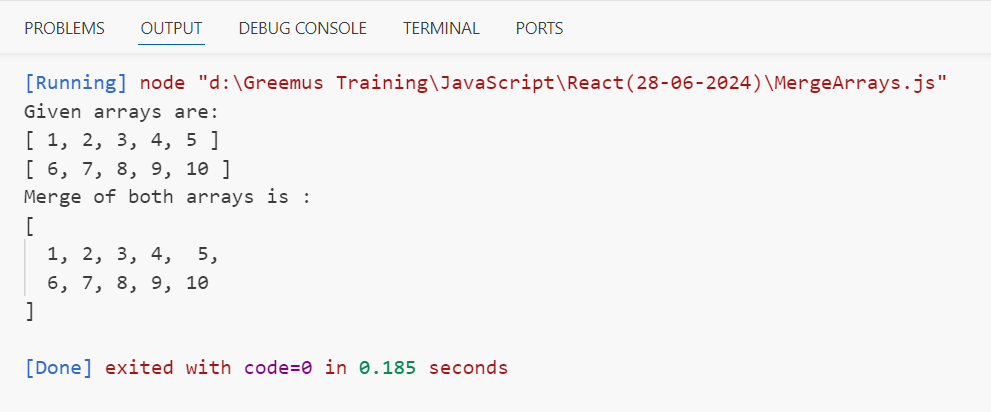 PROBLEMS OUTPUT DEBUG CONSOLE TERMINAL PORTS
[Running] node "d:\Greemus Training\JavaScript\React(28-06-2024)\MergeArrays.js"
Given arrays are:
[ 1, 2, 3, 4, 5 ]
[ 6, 7, 8, 9, 10 ]
Merge of both arrays is :
[
  1, 2, 3, 4,  5,
  6, 7, 8, 9, 10
]
[Done] exited with code=0 in 0.185 seconds